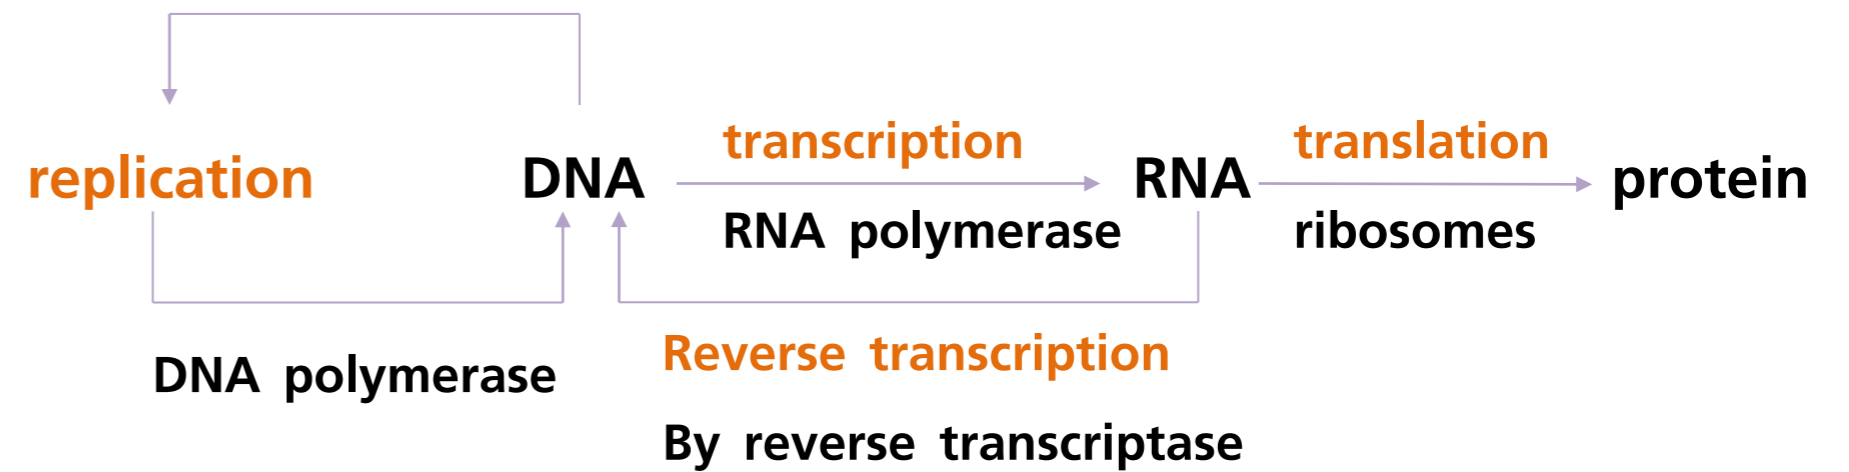 transcription
translation
replication
DNA
RNA
protein
RNA polymerase
ribosomes
Reverse transcription
DNA polymerase
By reverse transcriptase